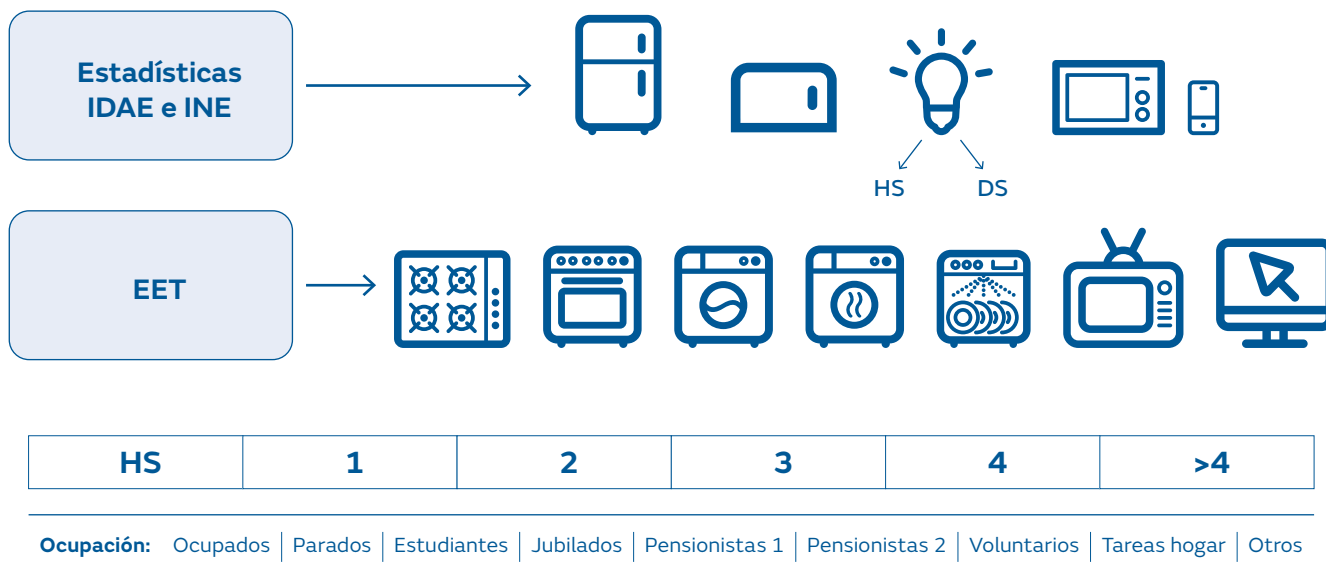 Estadísticas
IDAE e INE
HS DS
EET
HS 1 2 3 4 >4
Ocupación: Ocupados Parados Estudiantes Jubilados Pensionistas 1 Pensionistas 2 Voluntarios Tareas hogar Otros